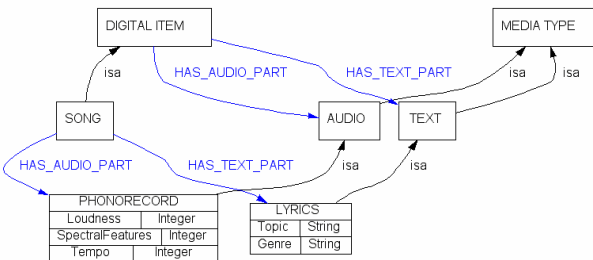 DIGITAL ITEM
MEDIA TYPE
isa
HAS_AUDIO_PART
HAS_TEXT_PART
isa
isa
SONG
AUDIO
TEXT
HAS_AUDIO_PART
HAS_TEXT_PART
isa
isa
PHONORECORD
Loudness Integer
SpectralFeatures Integer
Tempo Integer
LYRICS
Topic String
Genre String